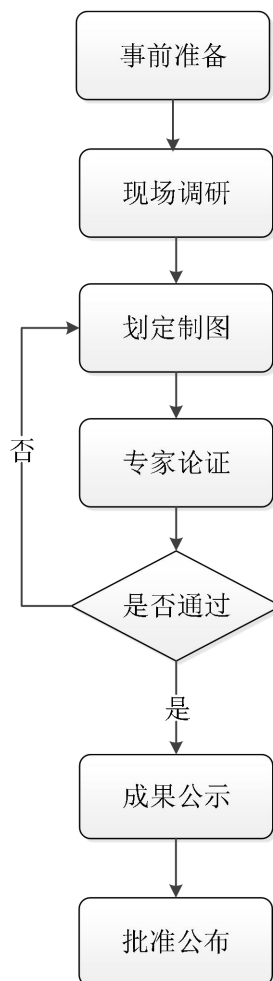 事前准备
现场调研
划定制图
否
专家论证
是否通过
是
成果公示
批准公布